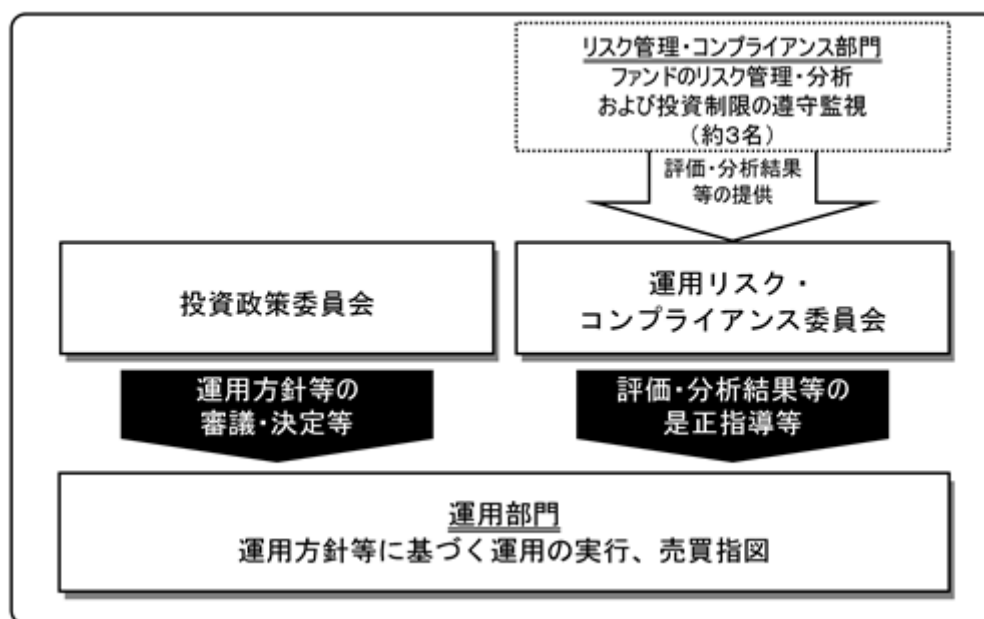 リスク管理・コンプライアンス部門
ファンドのリスク管理・分析
および投資制限の遵守監視
（約３名）
評価・分析結果
等の提供
投資政策委員会
運用リスク・
コンプライアンス委員会
運用方針等の
審議・決定等
評価・分析結果等の
是正指導等
運用部門
運用方針等に基づく運用の実行、売買指図